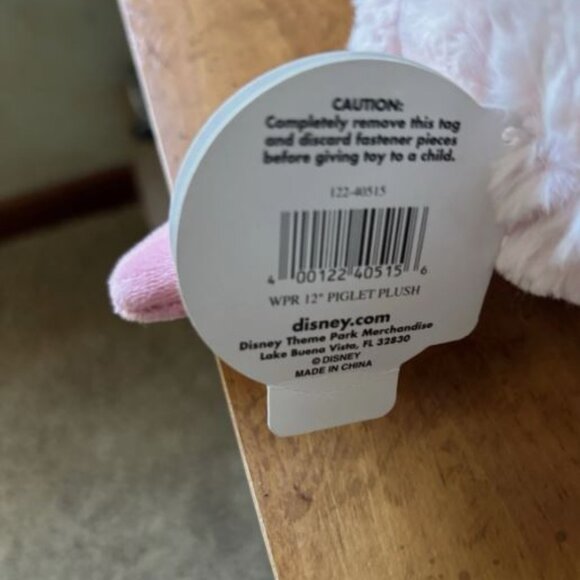 CAUTION:
Completely remove this tag
and discard fastener pieces
before giving toy to a child.
122-40515
4 00122 40515 6
WPR 12" PIGLET PLUSH
disney.com
Disney Theme Park Merchandise
Lake Buena Vista, FL 32830
© DISNEY
MADE IN CHINA